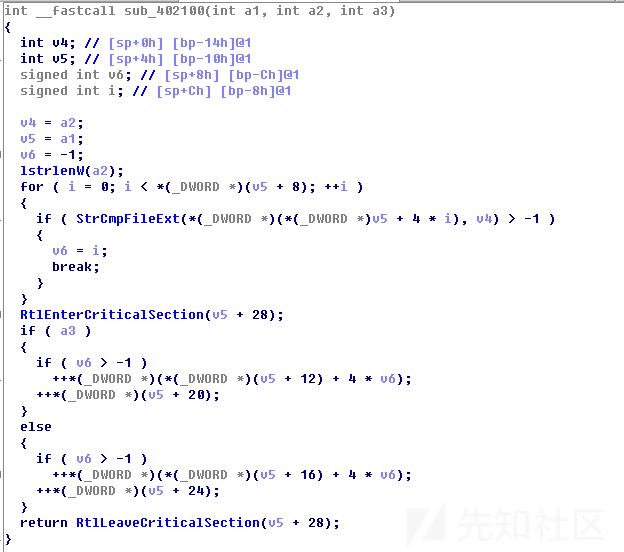 int __fastcall sub_402100(int a1, int a2, int a3)
{
  int v4; // [sp+0h] [bp-14h]@1
  int v5; // [sp+4h] [bp-10h]@1
  signed int v6; // [sp+8h] [bp-Ch]@1
  signed int i; // [sp+Ch] [bp-8h]@1

  v4 = a2;
  v5 = a1;
  v6 = -1;
  lstrlenW(a2);
  for ( i = 0; i < *(_DWORD *)(v5 + 8); ++i )
  {
    if ( StrCmpFileExt(*(_DWORD *)(*(_DWORD *)v5 + 4 * i), v4) > -1 )
    {
      v6 = i;
      break;
    }
  }
  RtlEnterCriticalSection(v5 + 28);
  if ( a3 )
  {
    if ( v6 > -1 )
      ++*(_DWORD *)(*(_DWORD *)(v5 + 12) + 4 * v6);
    ++*(_DWORD *)(v5 + 20);
  }
  else
  {
    if ( v6 > -1 )
      ++*(_DWORD *)(*(_DWORD *)(v5 + 16) + 4 * v6);
    ++*(_DWORD *)(v5 + 24);
  }
  return RtlLeaveCriticalSection(v5 + 28);
}
先知社区